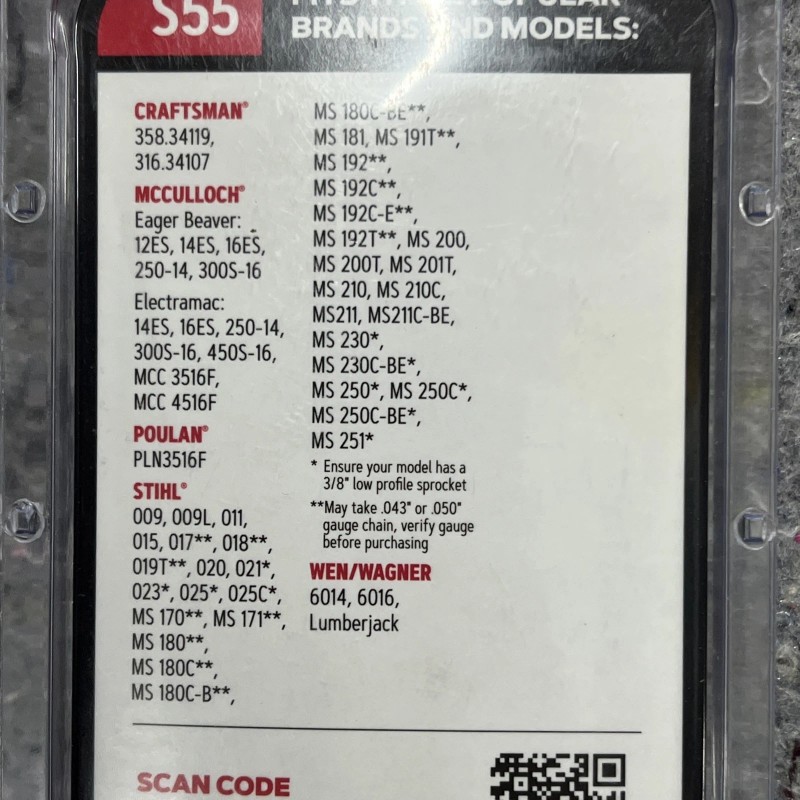 S55
BRANDS AND MODELS:
CRAFTSMAN®
358.34119,
316.34107
MCCULLOCH®
Eager Beaver:
12ES, 14ES, 16ES,
250-14, 300S-16
Electramac:
14ES, 16ES, 250-14,
300S-16, 450S-16,
MCC 3516F,
MCC 4516F
POULAN®
PLN3516F
STIHL®
009, 009L, 011,
015, 017**, 018**,
019T**, 020, 021*,
023*, 025*, 025C*,
MS 170**, MS 171**,
MS 180**,
MS 180C**,
MS 180C-B**,
MS 180C-BE**,
MS 181, MS 191T**,
MS 192**,
MS 192C**,
MS 192C-E**,
MS 192T**, MS 200,
MS 200T, MS 201T,
MS 210, MS 210C,
MS211, MS211C-BE,
MS 230*,
MS 230C-BE*,
MS 250*, MS 250C*,
MS 250C-BE*,
MS 251*
* Ensure your model has a
3/8" low profile sprocket
**May take .043" or .050"
gauge chain, verify gauge
before purchasing
WEN/WAGNER
6014, 6016,
Lumberjack
SCAN CODE